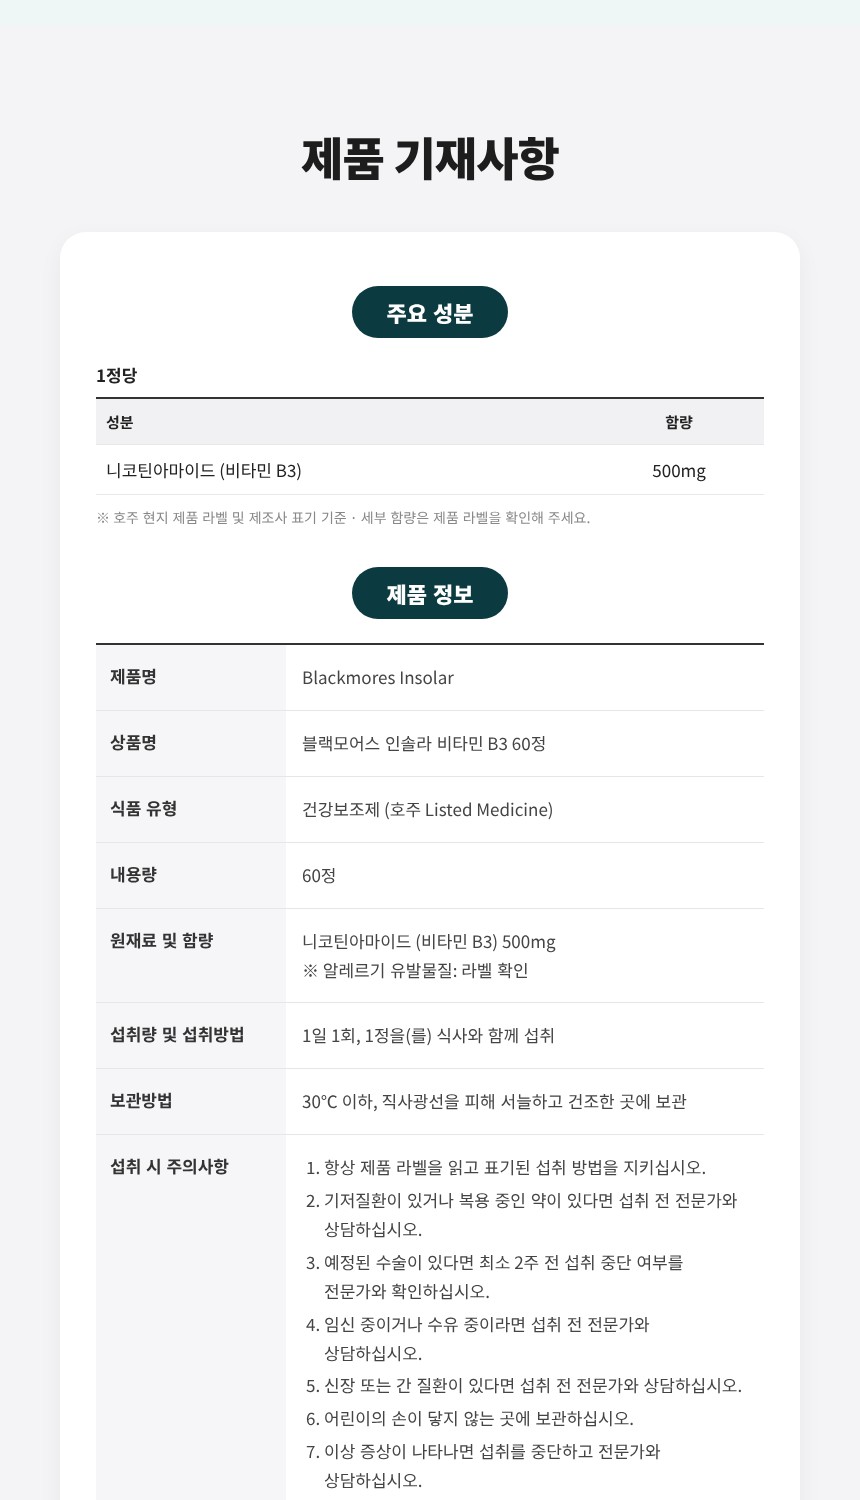 제품 기재사항
주요 성분
1정당
성분 함량
니코틴아마이드 (비타민 B3) 500mg
※ 호주 현지 제품 라벨 및 제조사 표기 기준 · 세부 함량은 제품 라벨을 확인해 주세요.
제품 정보
제품명 Blackmores Insolar
상품명 블랙모어스 인솔라 비타민 B3 60정
식품 유형 건강보조제 (호주 Listed Medicine)
내용량 60정
원재료 및 함량 니코틴아마이드 (비타민 B3) 500mg
※ 알레르기 유발물질: 라벨 확인
섭취량 및 섭취방법 1일 1회, 1정을(를) 식사와 함께 섭취
보관방법 30°C 이하, 직사광선을 피해 서늘하고 건조한 곳에 보관
섭취 시 주의사항 1. 항상 제품 라벨을 읽고 표기된 섭취 방법을 지키십시오.
2. 기저질환이 있거나 복용 중인 약이 있다면 섭취 전 전문가와
상담하십시오.
3. 예정된 수술이 있다면 최소 2주 전 섭취 중단 여부를
전문가와 확인하십시오.
4. 임신 중이거나 수유 중이라면 섭취 전 전문가와
상담하십시오.
5. 신장 또는 간 질환이 있다면 섭취 전 전문가와 상담하십시오.
6. 어린이의 손이 닿지 않는 곳에 보관하십시오.
7. 이상 증상이 나타나면 섭취를 중단하고 전문가와
상담하십시오.